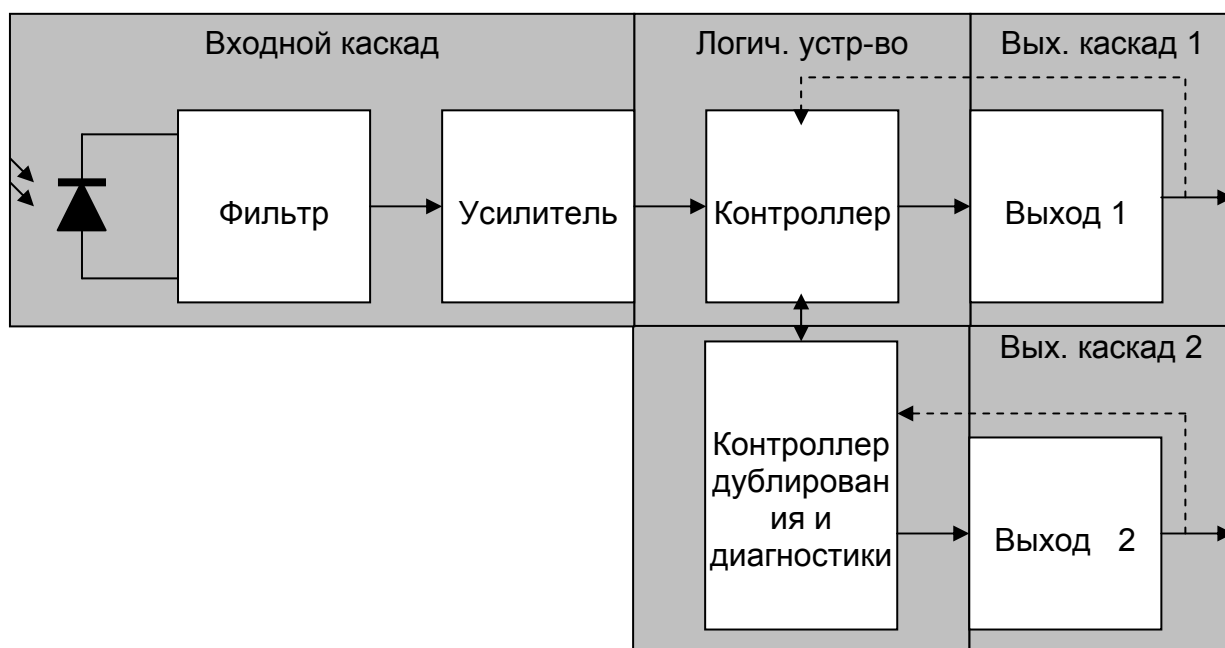 Входной каскад
Логич. устр-во
Вых. каскад 1
Фильтр
Усилитель
Контроллер
Выход 1
Вых. каскад 2
Контроллер
дублирован
ия и
диагностики
Выход 2